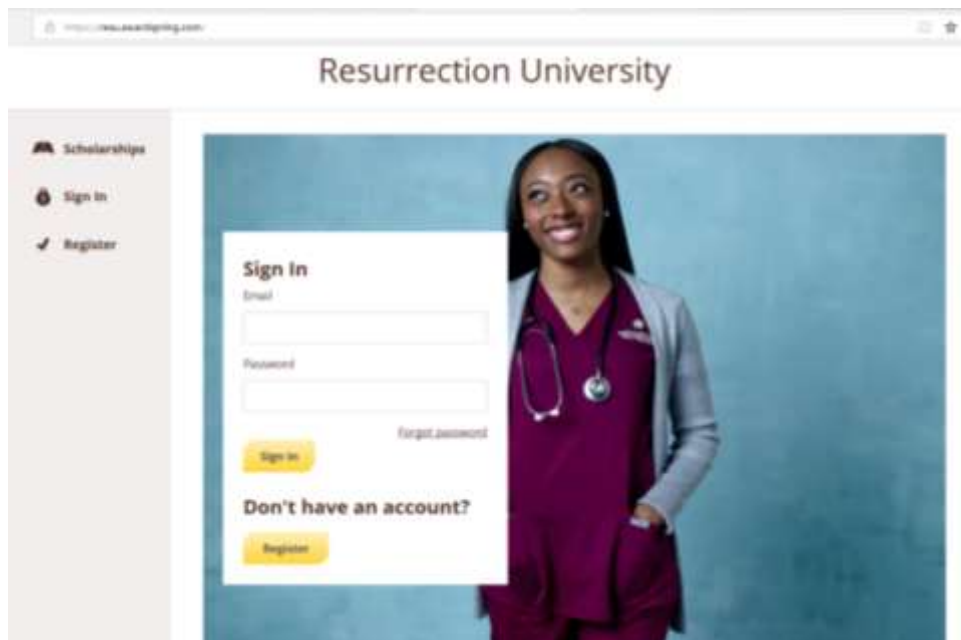 Resurrection University
Scholarships
Sign In
Register
Sign In
Email
Password
Forgot password
Sign In
Don't have an account?
Register